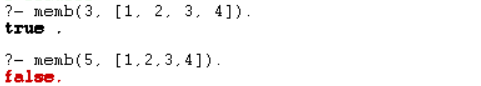 ?- memb(3, [1, 2, 3, 4]).
true .
?- memb(5, [1,2,3,4]).
false.